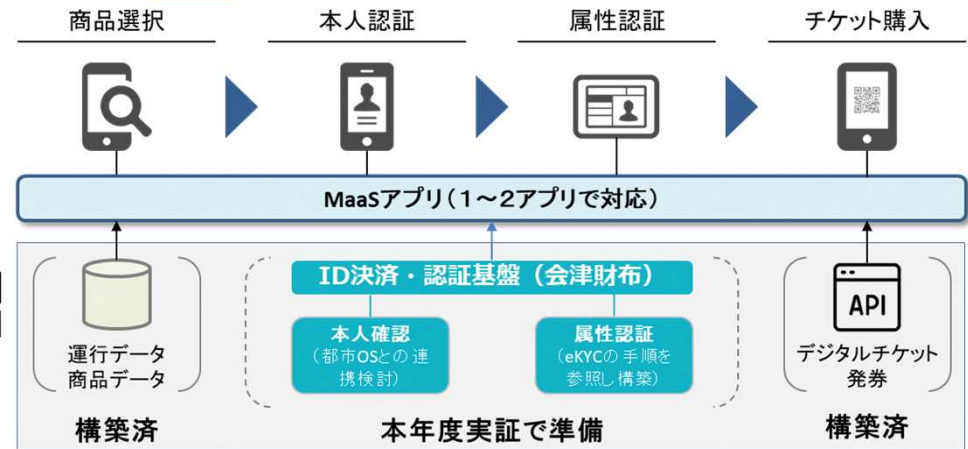 商品選択
本人認証
属性認証
チケット購入
MaaSアプリ(1～2アプリで対応)
運行データ
商品データ
構築済
ID決済・認証基盤(会津財布)
本人確認
(都市OSとの連
携検討)
属性認証
(eKYCの手順を
参照し構築)
本年度実証で準備
API
デジタルチケット
発券
構築済